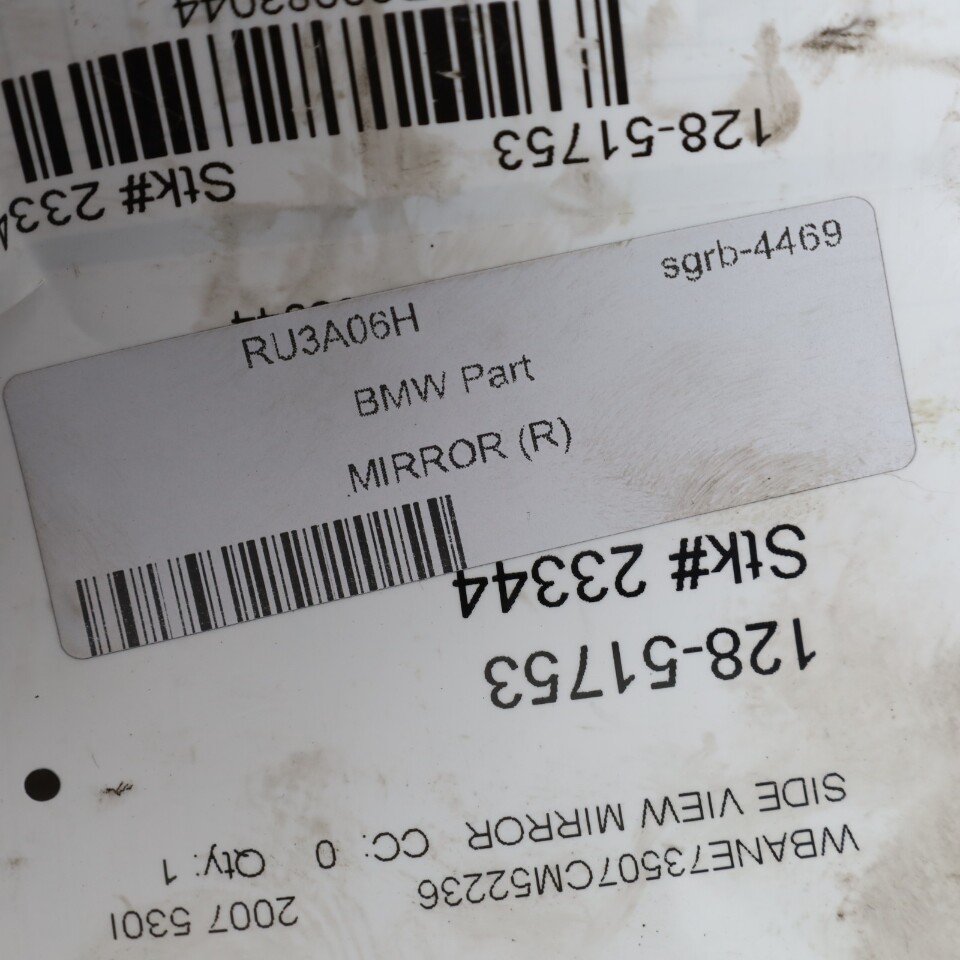 sgrb-4469
RU3A06H
BMW Part
MIRROR (R)
WBANE73507CM52236 2007 530I
SIDE VIEW MIRROR CC: 0 Qty: 1
128-51753
Stk# 23344
128-51753
Stk# 2334